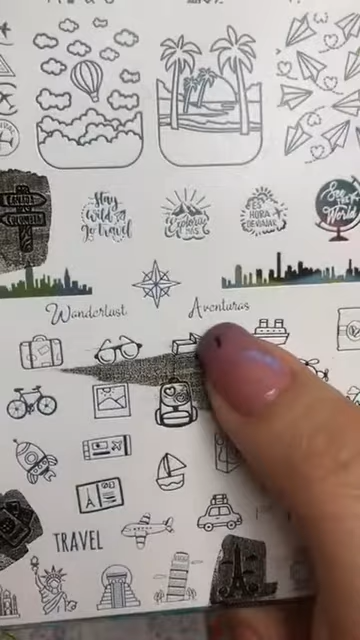 Stay
wild
Go travel
Explorar
MÁS
ES
HORA
DE VIAJAR
See
the
World
Wanderlust
Aventuras
TRAVEL